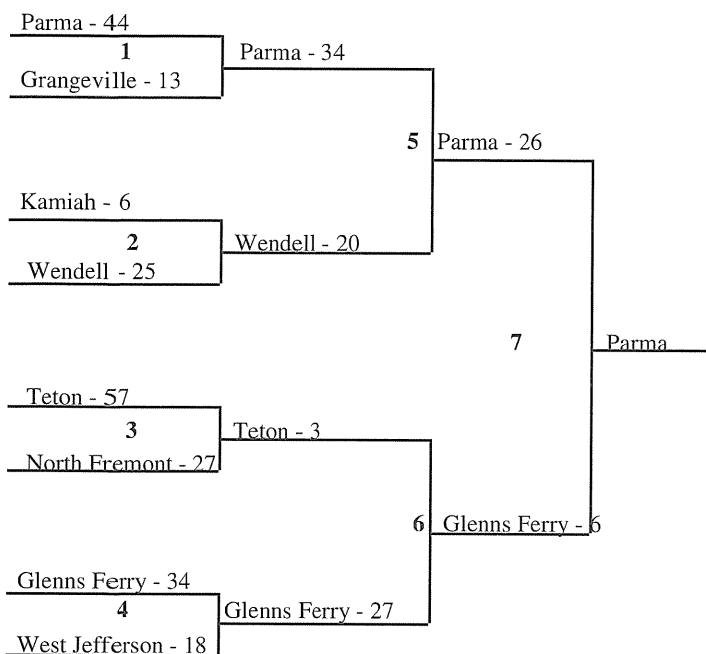 Parma - 44
1
Grangeville - 13
Parma - 34
5
Parma - 26
Kamiah - 6
2
Wendell - 25
Wendell - 20
7
Parma
Teton - 57
3
North Fremont - 27
Teton - 3
6
Glenns Ferry - 6
Glenns Ferry - 34
4
West Jefferson - 18
Glenns Ferry - 27